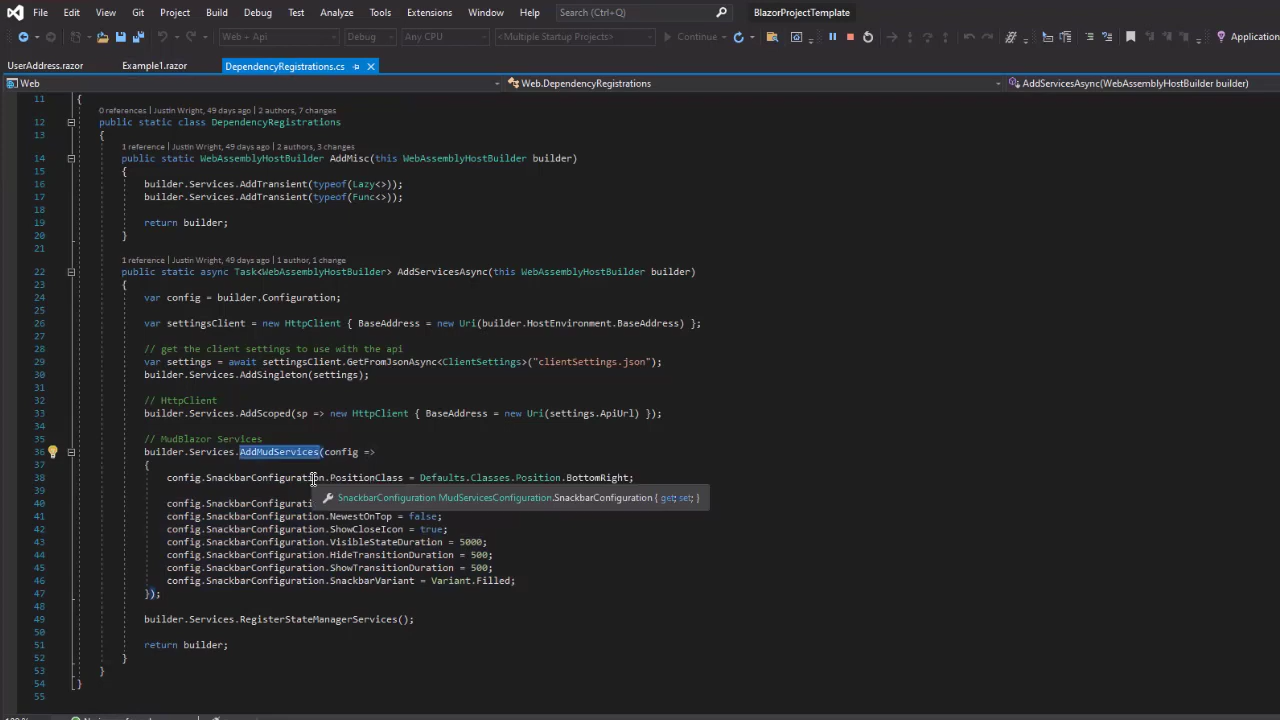 File Edit View Git Project Build Debug Test Analyze Tools Extensions Window Help Search (Ctrl+Q) BlazorProjectTemplate
Web + Api Debug Any CPU <Multiple Startup Projects> Continue Application
UserAddress.razor Example1.razor DependencyRegistrations.cs
Web Web.DependencyRegistrations AddServicesAsync(WebAssemblyHostBuilder builder)
11 {
0 references | Justin Wright, 49 days ago | 2 authors, 7 changes
12 public static class DependencyRegistrations
13 {
1 reference | Justin Wright, 49 days ago | 2 authors, 3 changes
14 public static WebAssemblyHostBuilder AddMisc(this WebAssemblyHostBuilder builder)
15 {
16 builder.Services.AddTransient(typeof(Lazy<>));
17 builder.Services.AddTransient(typeof(Func<>));
18
19 return builder;
20 }
21
1 reference | Justin Wright, 49 days ago | 1 author, 1 change
22 public static async Task<WebAssemblyHostBuilder> AddServicesAsync(this WebAssemblyHostBuilder builder)
23 {
24 var config = builder.Configuration;
25
26 var settingsClient = new HttpClient { BaseAddress = new Uri(builder.HostEnvironment.BaseAddress) };
27
28 // get the client settings to use with the api
29 var settings = await settingsClient.GetFromJsonAsync<ClientSettings>("clientSettings.json");
30 builder.Services.AddSingleton(settings);
31
32 // HttpClient
33 builder.Services.AddScoped(sp => new HttpClient { BaseAddress = new Uri(settings.ApiUrl) });
34
35 // MudBlazor Services
36 builder.Services.AddMudServices(config =>
37 {
38 config.SnackbarConfiguration.PositionClass = Defaults.Classes.Position.BottomRight;
39 SnackbarConfiguration MudServicesConfiguration.SnackbarConfiguration { get; set; }
40 config.SnackbarConfigurati
41 config.SnackbarConfiguration.NewestOnTop = false;
42 config.SnackbarConfiguration.ShowCloseIcon = true;
43 config.SnackbarConfiguration.VisibleStateDuration = 5000;
44 config.SnackbarConfiguration.HideTransitionDuration = 500;
45 config.SnackbarConfiguration.ShowTransitionDuration = 500;
46 config.SnackbarConfiguration.SnackbarVariant = Variant.Filled;
47 });
48
49 builder.Services.RegisterStateManagerServices();
50
51 return builder;
52 }
53 }
54 }
55